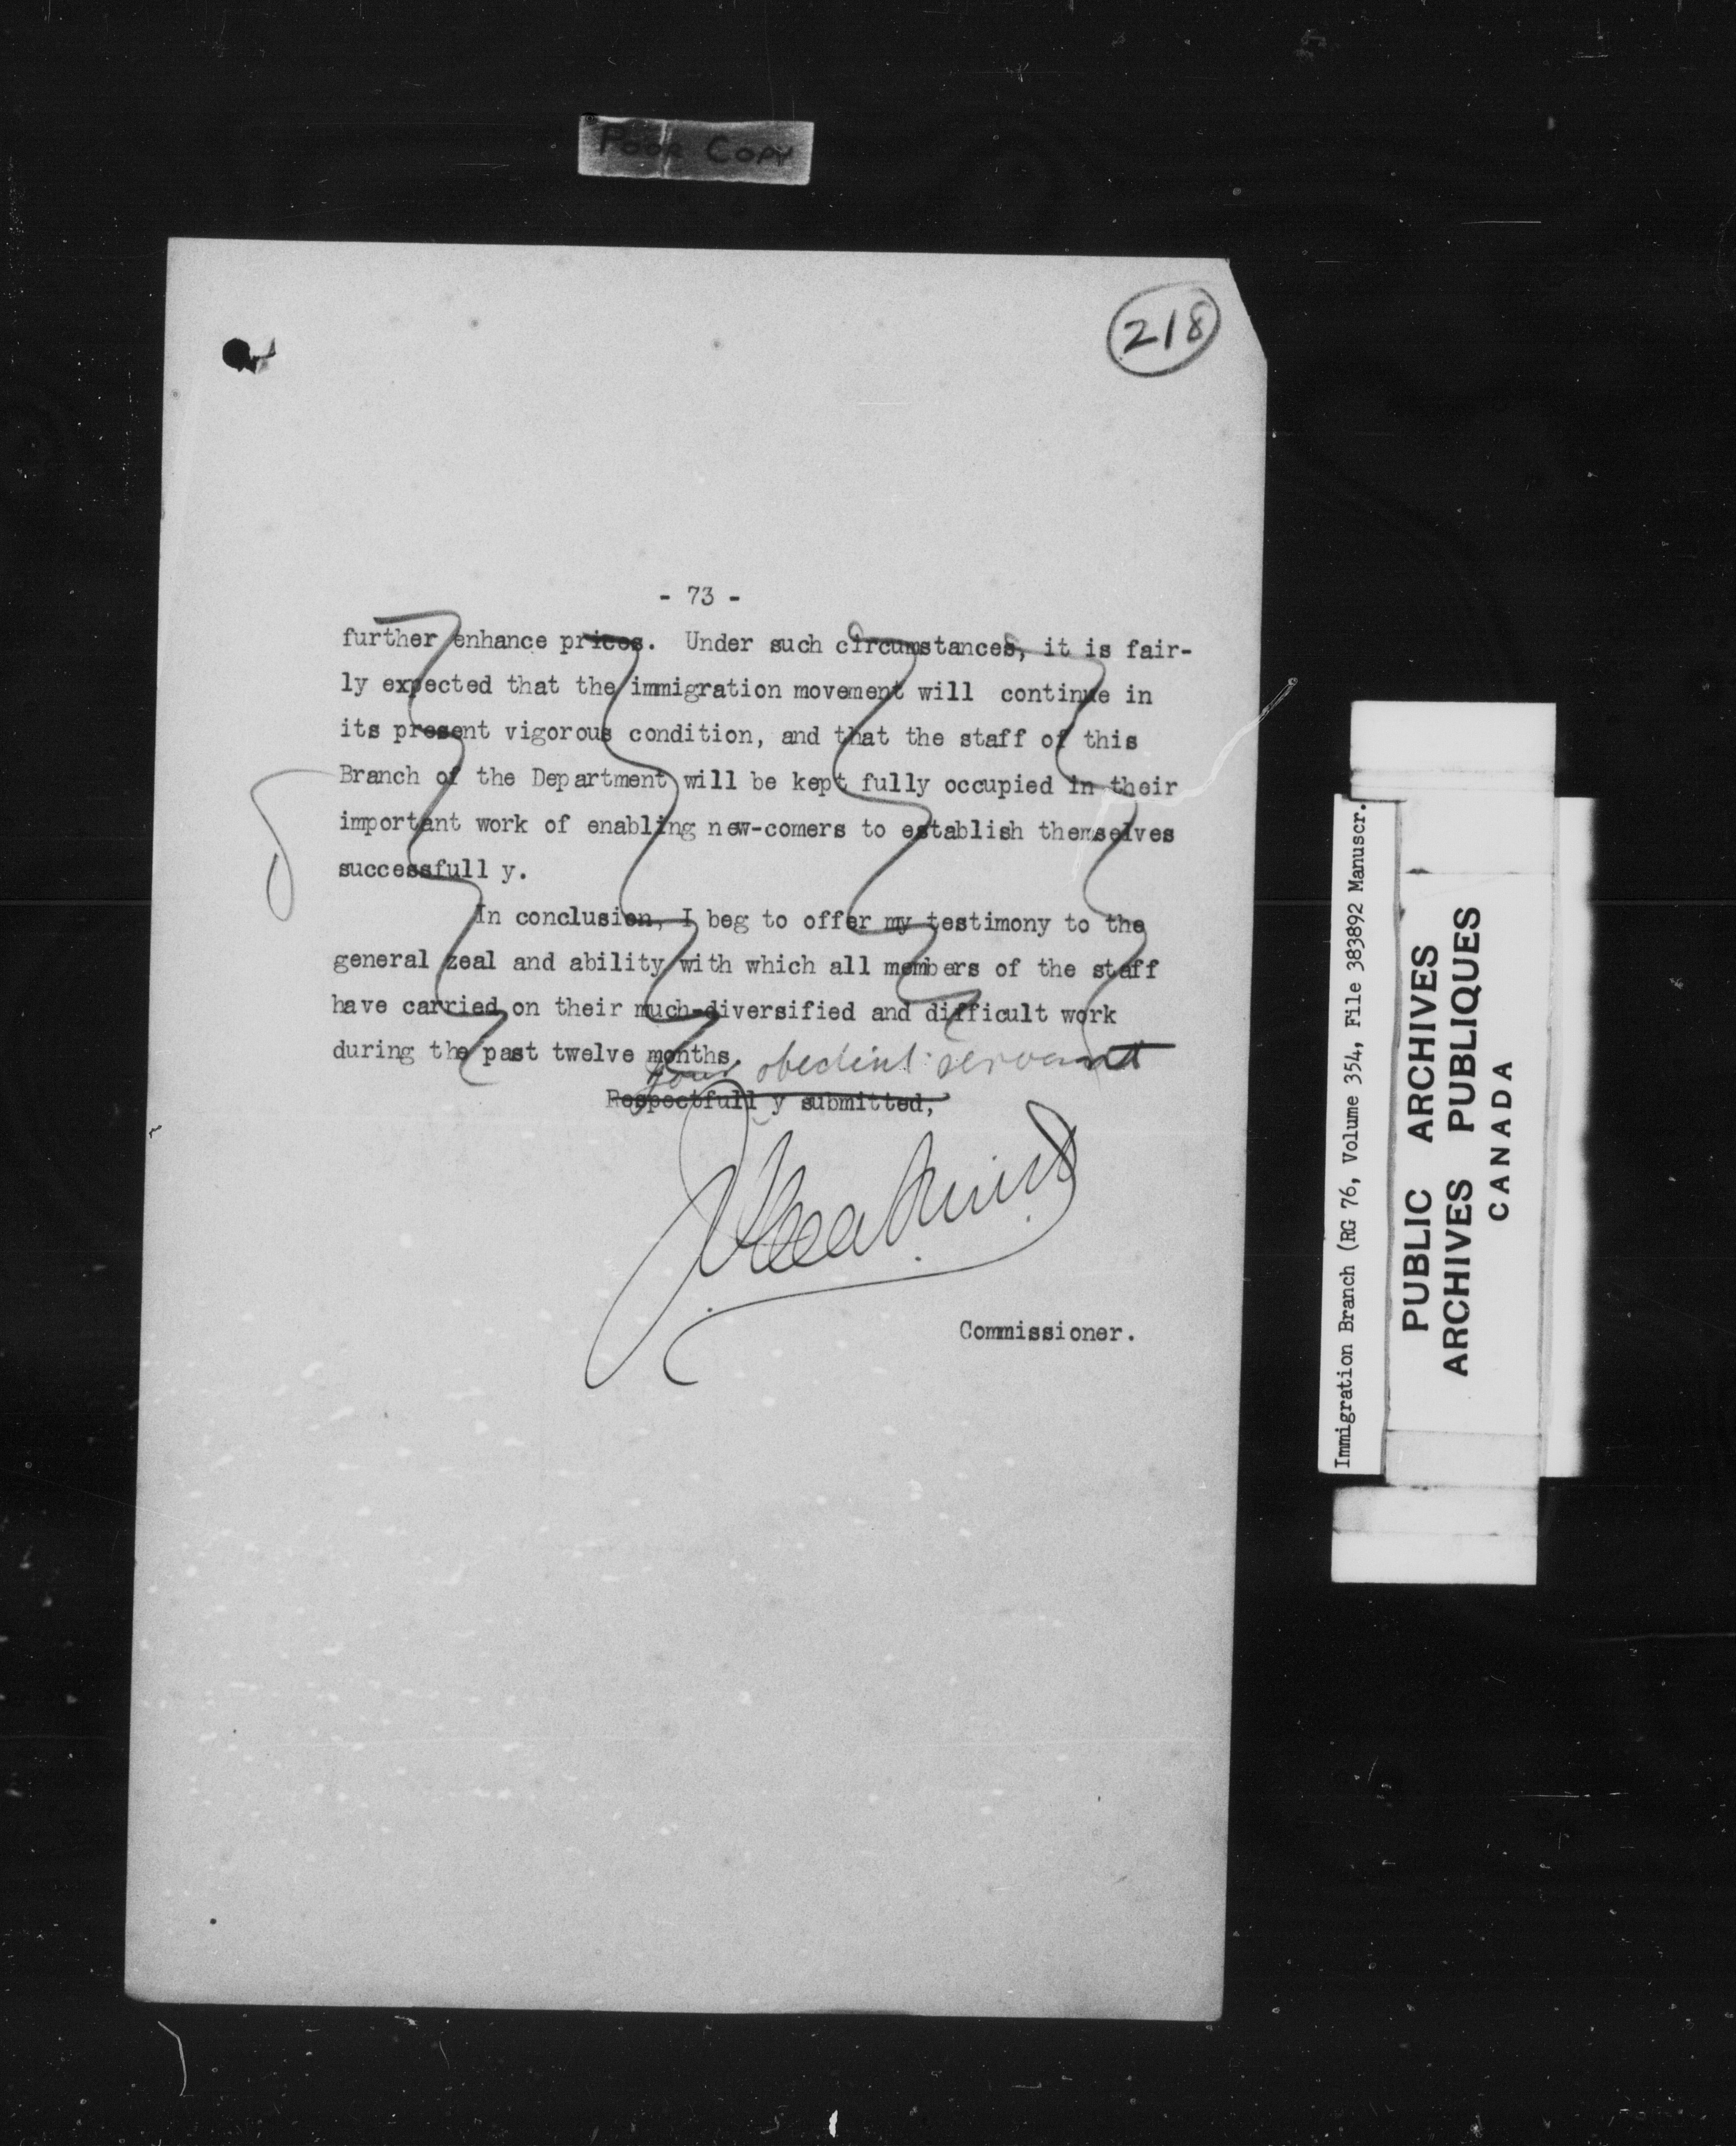 POOR COPY
218
- 73 -
further enhance prices. Under such circumstances, it is fair-
ly expected that the immigration movement will continue in
its present vigorous condition, and that the staff of this
Branch of the Department will be kept fully occupied in their
important work of enabling new-comers to establish themselves
successfull y.
In conclusion, I beg to offer my testimony to the
general zeal and ability with which all members of the staff
have carried on their much-diversified and difficult work
during the past twelve months.
Your obedient servant
Respectfull y submitted,
Commissioner.
Immigration Branch (RG 76, Volume 354, File 383892 Manuscr.
PUBLIC ARCHIVES
ARCHIVES PUBLIQUES
CANADA